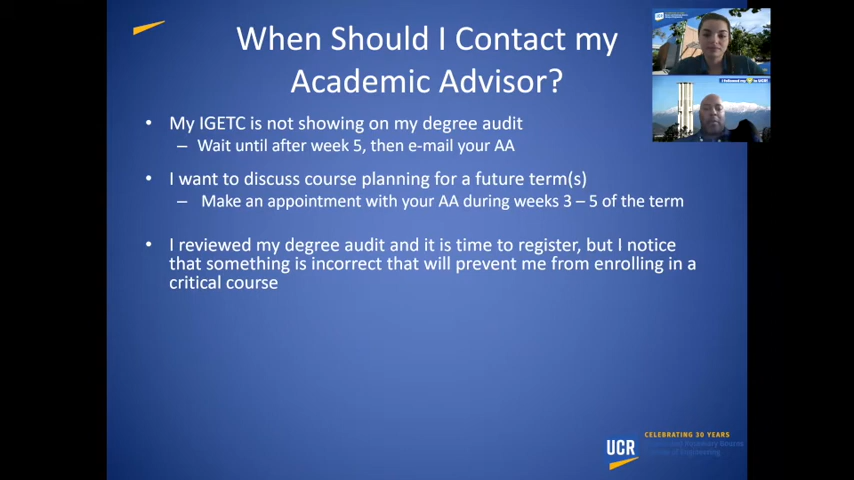 When Should I Contact my
Academic Advisor?
• My IGETC is not showing on my degree audit
– Wait until after week 5, then e-mail your AA
• I want to discuss course planning for a future term(s)
– Make an appointment with your AA during weeks 3 – 5 of the term
• I reviewed my degree audit and it is time to register, but I notice
that something is incorrect that will prevent me from enrolling in a
critical course
UCR
CELEBRATING 30 YEARS
of Engineering